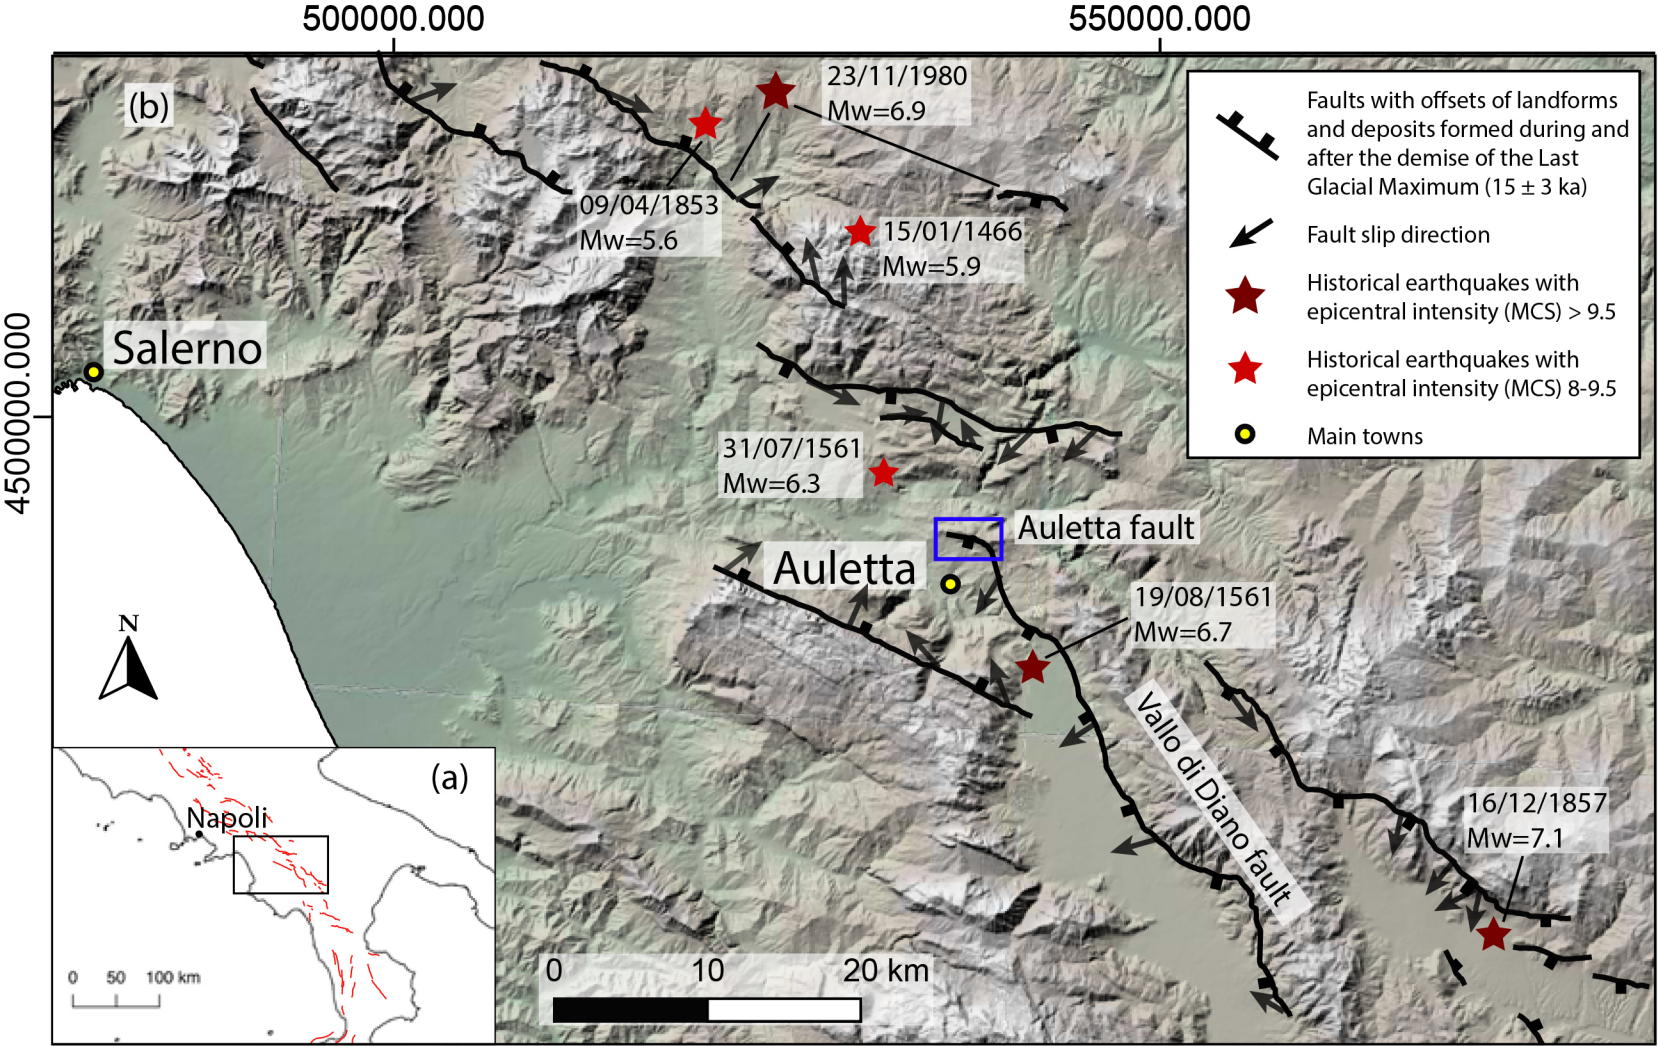 500000.000
550000.000
4500000.000
(b)
23/11/1980
Mw=6.9
09/04/1853
Mw=5.6
15/01/1466
Mw=5.9
Salerno
31/07/1561
Mw=6.3
Auletta fault
Auletta
19/08/1561
Mw=6.7
Vallo di Diano fault
16/12/1857
Mw=7.1
N
Faults with offsets of landforms
and deposits formed during and
after the demise of the Last
Glacial Maximum (15 ± 3 ka)
Fault slip direction
Historical earthquakes with
epicentral intensity (MCS) > 9.5
Historical earthquakes with
epicentral intensity (MCS) 8-9.5
Main towns
(a)
Napoli
0 50 100 km
0 10 20 km